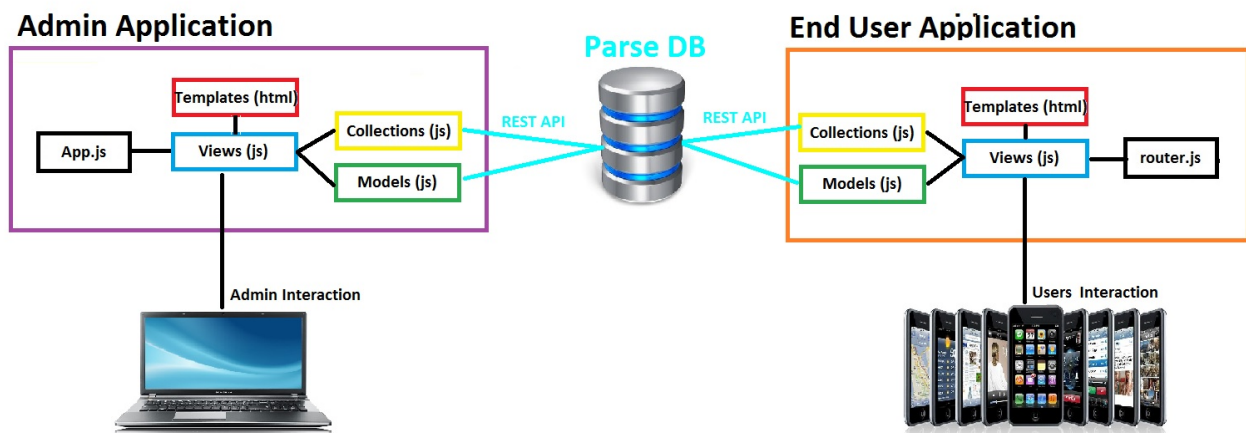 Admin Application
End User Application
Parse DB
Templates (html)
Templates (html)
REST API
REST API
Collections (js)
Collections (js)
App.js
Views (js)
Views (js)
router.js
Models (js)
Models (js)
Admin Interaction
Users Interaction